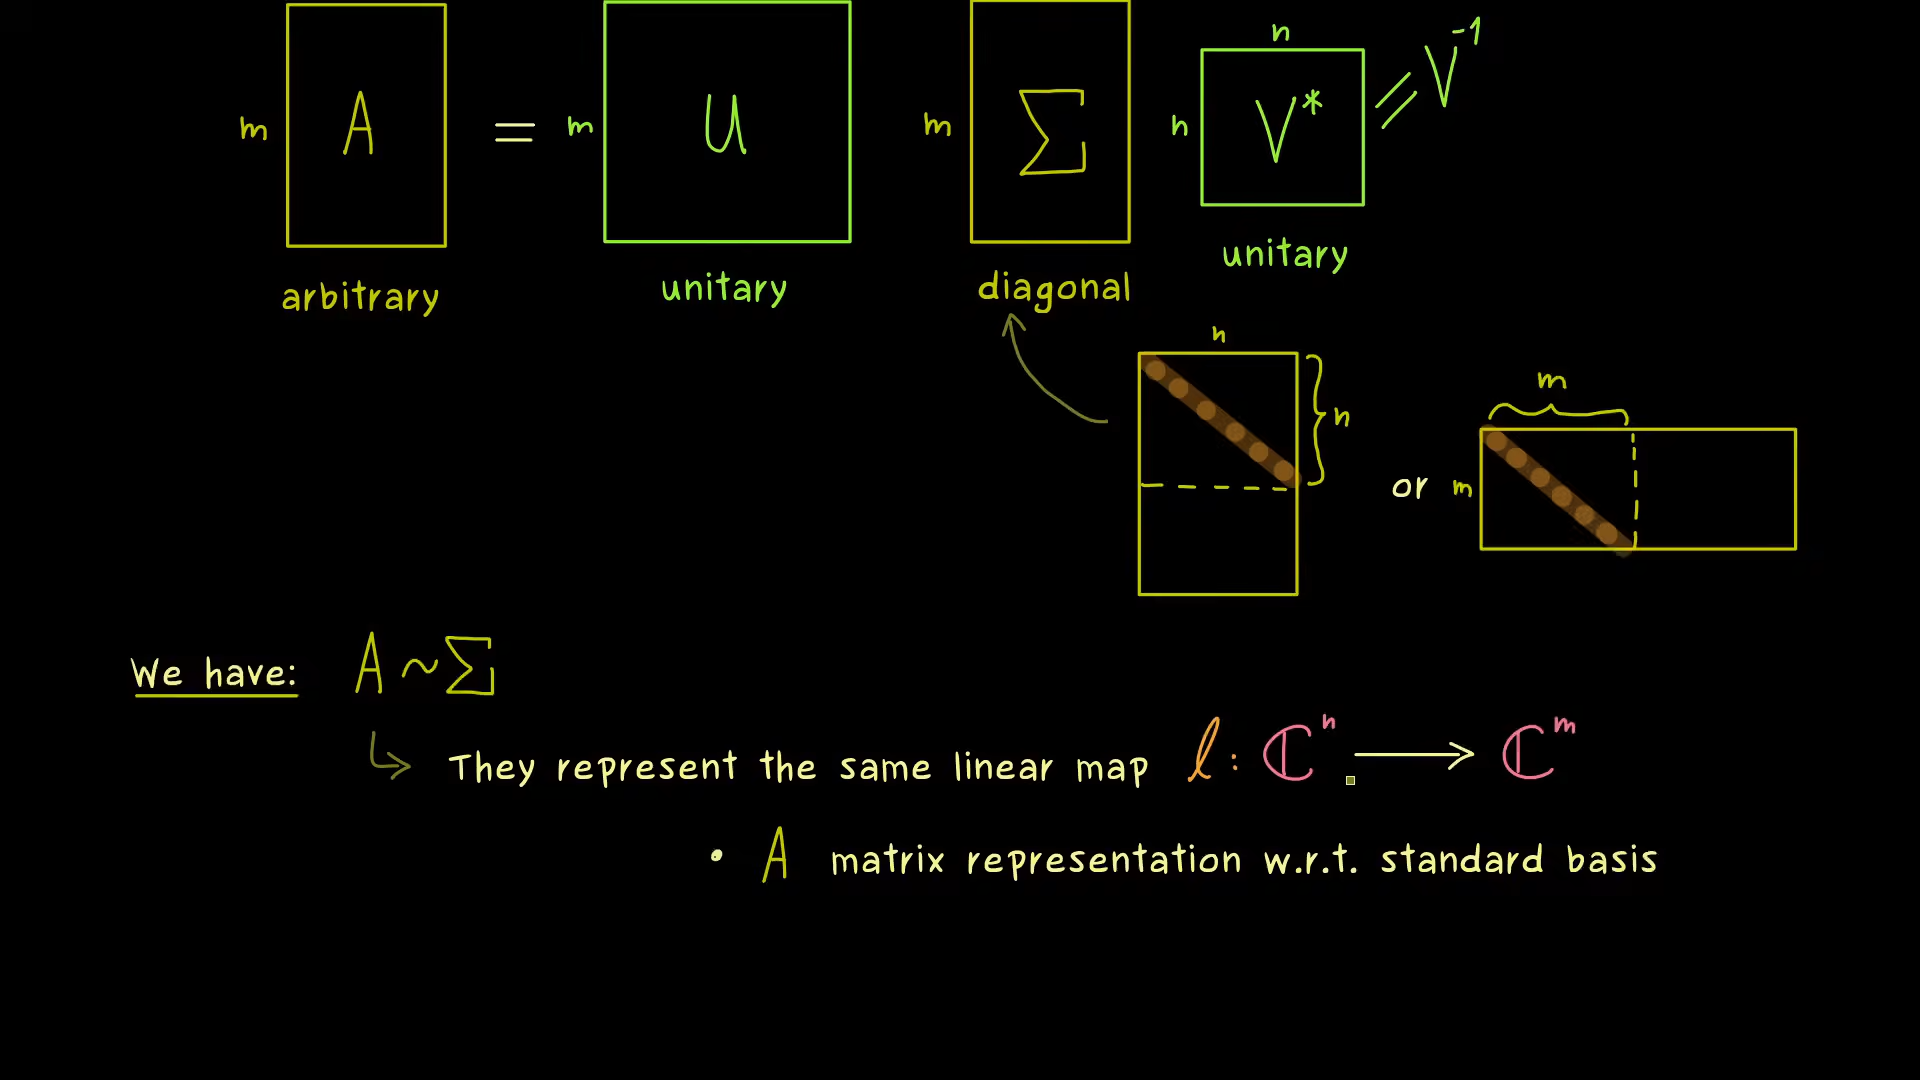 n
m A = m U m Σ n V* = V⁻¹
arbitrary unitary diagonal unitary
n
n
m
or m
We have: A ~ Σ
They represent the same linear map ℓ : ℂⁿ → ℂᵐ
• A matrix representation w.r.t. standard basis